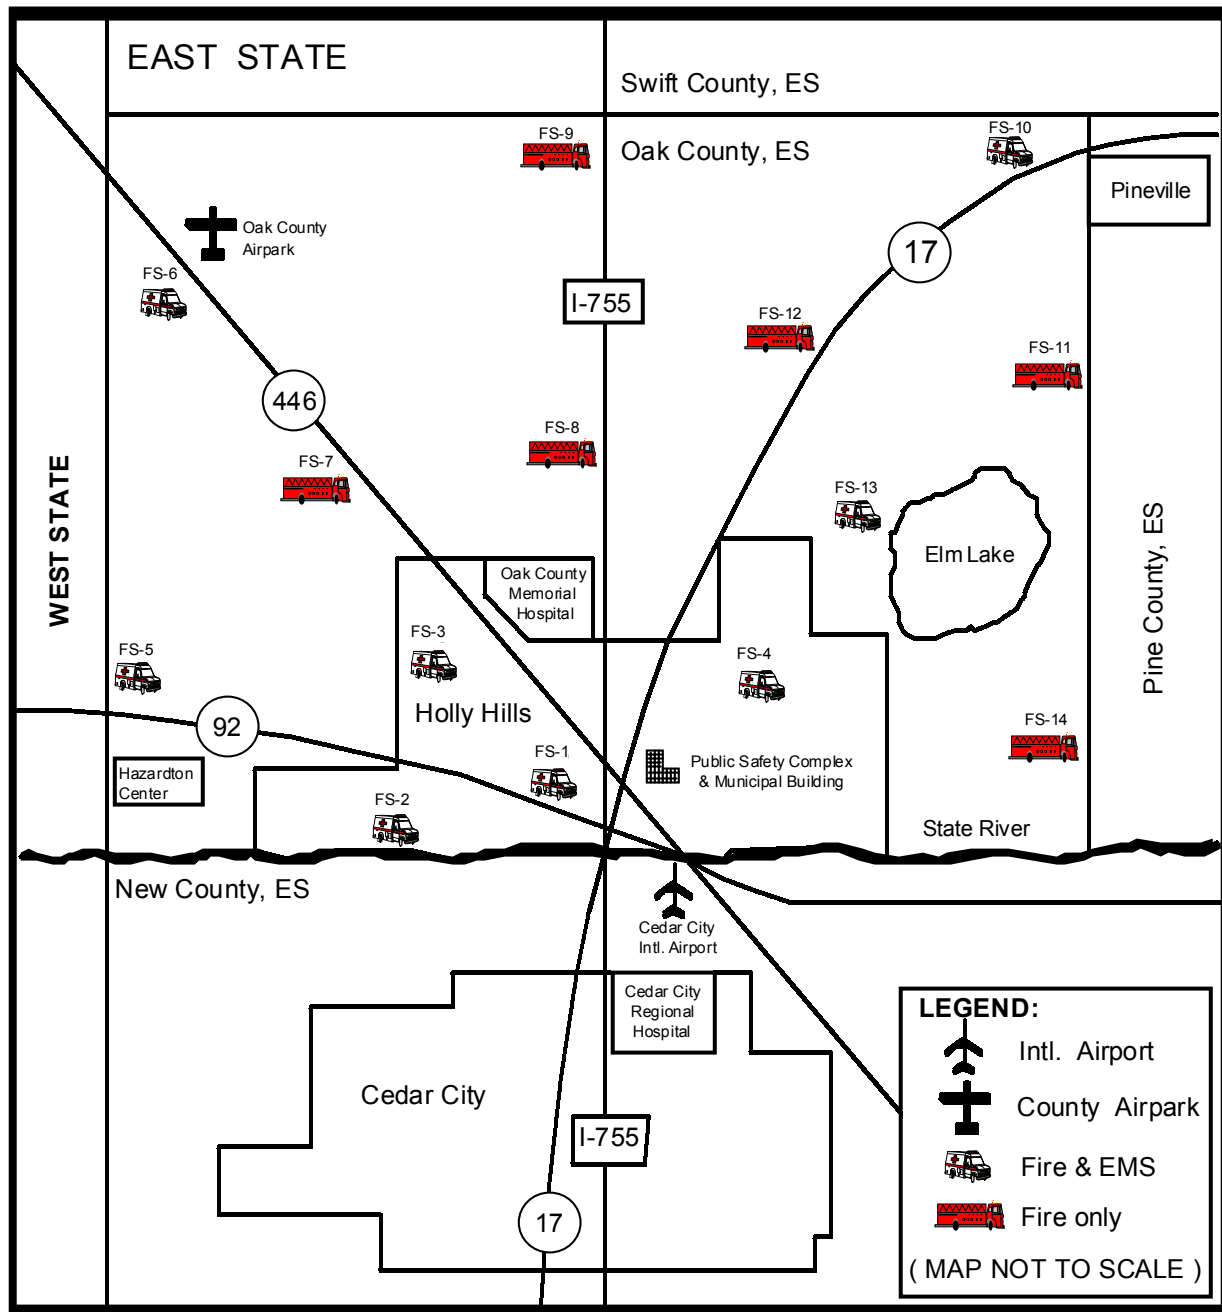 EAST STATE
Swift County, ES
FS-9
Oak County, ES
FS-10
Pineville
Oak County
Airpark
17
FS-6
I-755
FS-12
FS-11
446
FS-8
FS-7
WEST STATE
FS-13
Elm Lake
Pine County, ES
Oak County
Memorial
Hospital
FS-3
FS-5
FS-4
Holly Hills
92
FS-14
FS-1
Public Safety Complex
& Municipal Building
Hazardton
Center
FS-2
State River
New County, ES
Cedar City
Intl. Airport
Cedar City
Regional
Hospital
Cedar City
I-755
17
LEGEND:
Intl. Airport
County Airpark
Fire & EMS
Fire only
( MAP NOT TO SCALE )